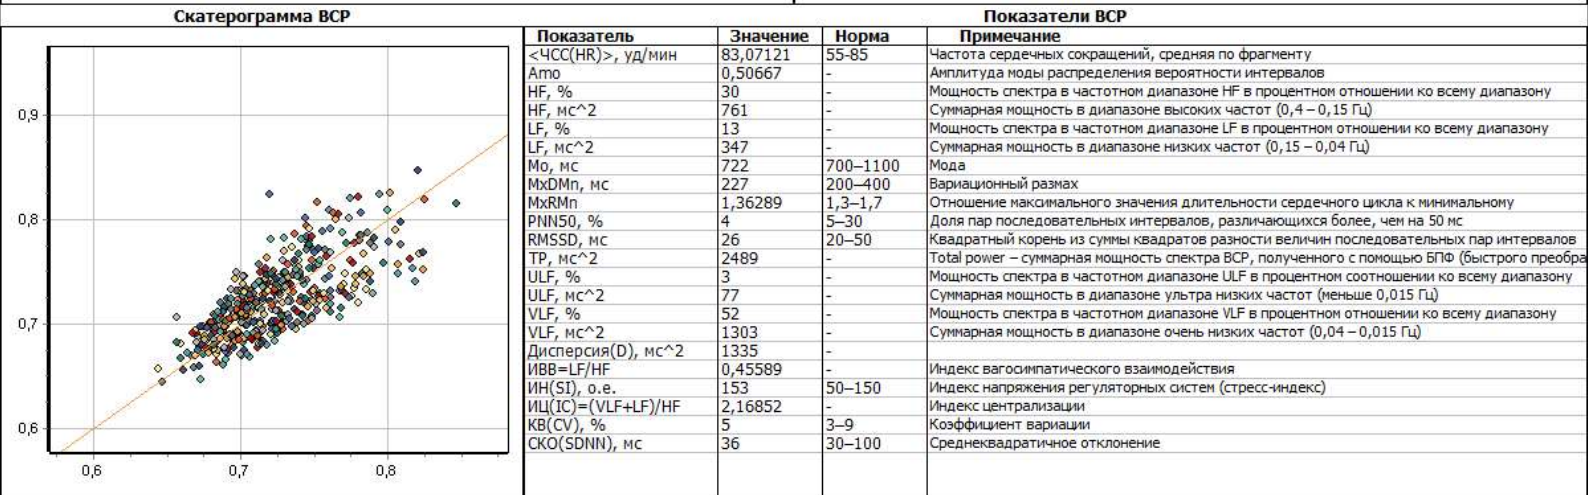 Скатерограмма ВСР
0,9
0,8
0,7
0,6
0,6 0,7 0,8
Показатели ВСР
Показатель Значение Норма Примечание
<ЧСС(HR)>, уд/мин 83,07121 55-85 Частота сердечных сокращений, средняя по фрагменту
Amo 0,50667 - Амплитуда моды распределения вероятности интервалов
HF, % 30 - Мощность спектра в частотном диапазоне HF в процентном отношении ко всему диапазону
HF, мс^2 761 - Суммарная мощность в диапазоне высоких частот (0,4 – 0,15 Гц)
LF, % 13 - Мощность спектра в частотном диапазоне LF в процентном отношении ко всему диапазону
LF, мс^2 347 - Суммарная мощность в диапазоне низких частот (0,15 – 0,04 Гц)
Mo, мс 722 700–1100 Мода
MxDMn, мс 227 200–400 Вариационный размах
MxRMn 1,36289 1,3–1,7 Отношение максимального значения длительности сердечного цикла к минимальному
PNN50, % 4 5–30 Доля пар последовательных интервалов, различающихся более, чем на 50 мс
RMSSD, мс 26 20–50 Квадратный корень из суммы квадратов разности величин последовательных пар интервалов
TP, мс^2 2489 - Total power – суммарная мощность спектра ВСР, полученного с помощью БПФ (быстрого преобра
ULF, % 3 - Мощность спектра в частотном диапазоне ULF в процентном соотношении ко всему диапазону
ULF, мс^2 77 - Суммарная мощность в диапазоне ультра низких частот (меньше 0,015 Гц)
VLF, % 52 - Мощность спектра в частотном диапазоне VLF в процентном отношении ко всему диапазону
VLF, мс^2 1303 - Суммарная мощность в диапазоне очень низких частот (0,04 – 0,015 Гц)
Дисперсия(D), мс^2 1335 -
ИВВ=LF/HF 0,45589 - Индекс вагосимпатического взаимодействия
ИН(SI), о.е. 153 50–150 Индекс напряжения регуляторных систем (стресс-индекс)
ИЦ(IC)=(VLF+LF)/HF 2,16852 - Индекс централизации
КВ(CV), % 5 3–9 Коэффициент вариации
СКО(SDNN), мс 36 30–100 Среднеквадратичное отклонение